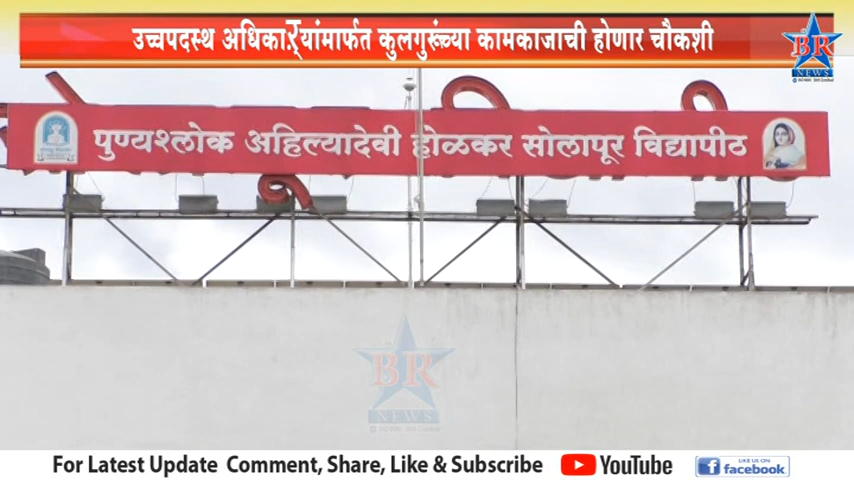 उच्चपदस्थ अधिकाऱ्यांमार्फत कुलगुरूंच्या कामकाजाची होणार चौकशी
BR
NEWS
पुण्यश्लोक अहिल्यादेवी होळकर सोलापूर विद्यापीठ
BR
NEWS
For Latest Update Comment, Share, Like & Subscribe
YouTube
LIKE US ON
facebook